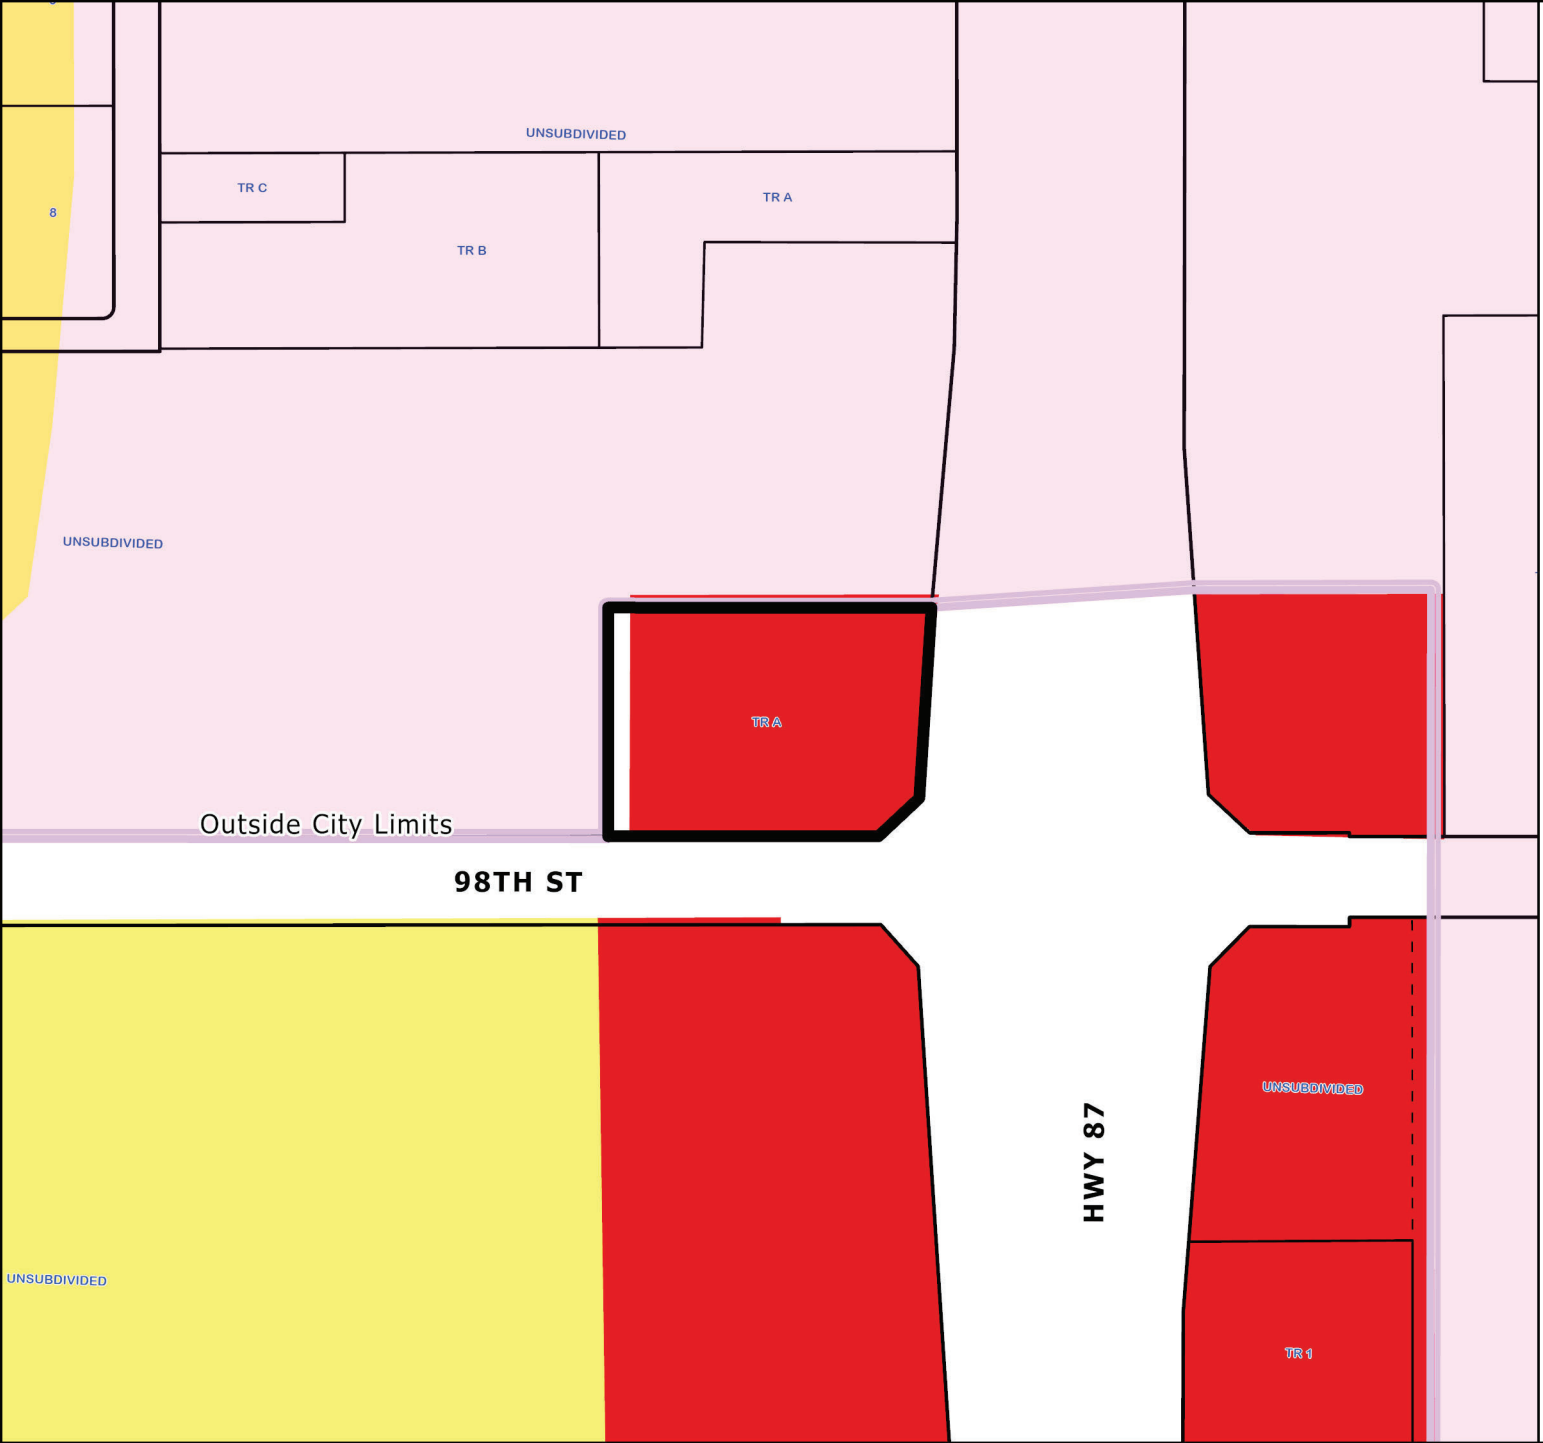 UNSUBDIVIDED
TR C
TR A
8
TR B
UNSUBDIVIDED
TR A
Outside City Limits
98TH ST
UNSUBDIVIDED
HWY 87
UNSUBDIVIDED
TR 1